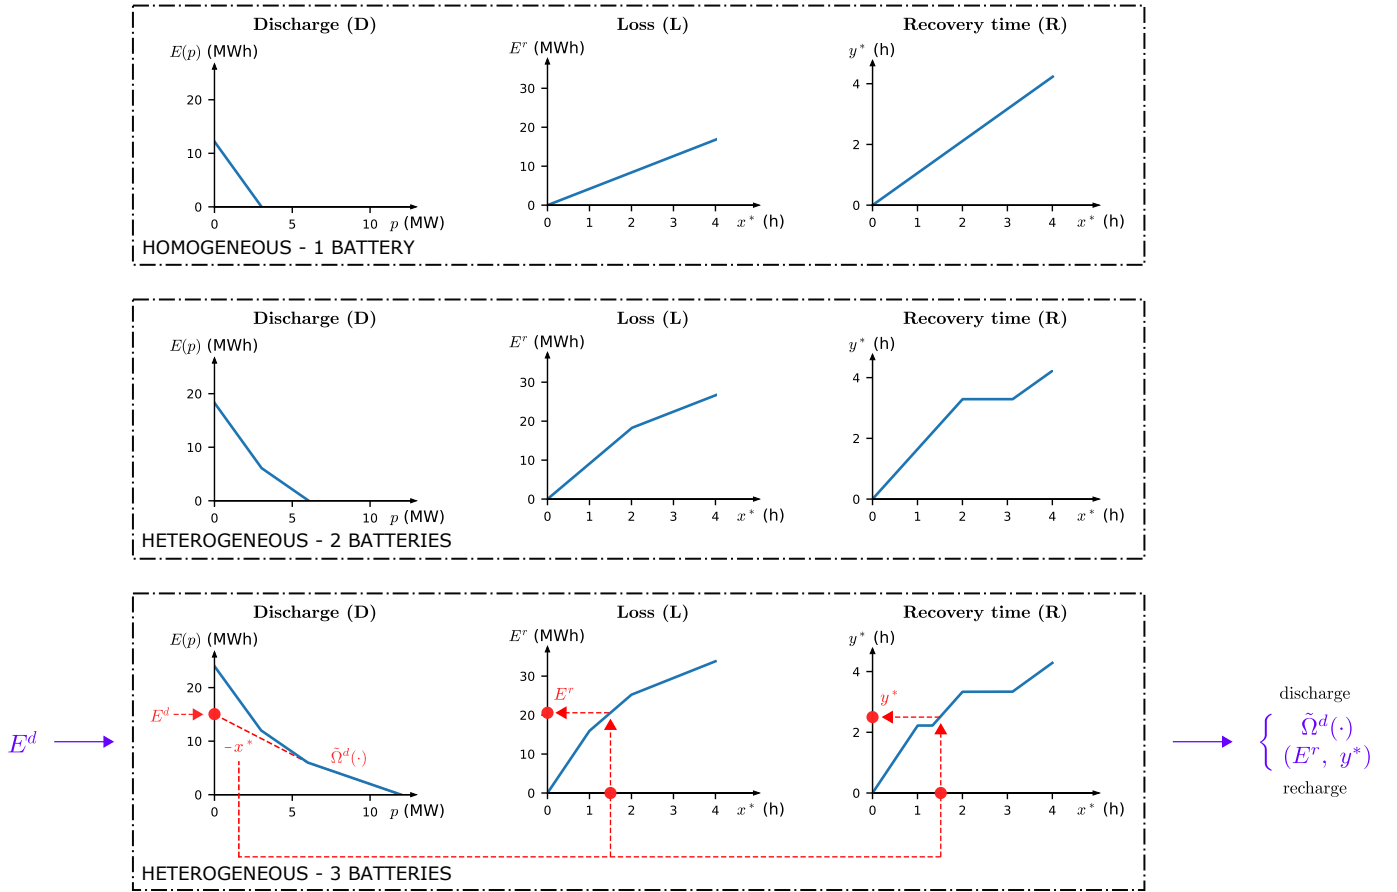 Discharge (D)
Loss (L)
Recovery time (R)
E(p) (MWh)
20
10
0
0 5 10 p (MW)
E^r (MWh)
30
20
10
0
0 1 2 3 4 x* (h)
y* (h)
4
2
0
0 1 2 3 4 x* (h)
HOMOGENEOUS - 1 BATTERY
Discharge (D)
Loss (L)
Recovery time (R)
E(p) (MWh)
20
10
0
0 5 10 p (MW)
E^r (MWh)
30
20
10
0
0 1 2 3 4 x* (h)
y* (h)
4
2
0
0 1 2 3 4 x* (h)
HETEROGENEOUS - 2 BATTERIES
E^d
Discharge (D)
Loss (L)
Recovery time (R)
E(p) (MWh)
20
E^d
10
0
-x*
Ω̃^d(·)
0 5 10 p (MW)
E^r (MWh)
30
E^r
20
10
0
0 1 2 3 4 x* (h)
y* (h)
4
y*
2
0
0 1 2 3 4 x* (h)
HETEROGENEOUS - 3 BATTERIES
discharge
Ω̃^d(·)
(E^r, y*)
recharge